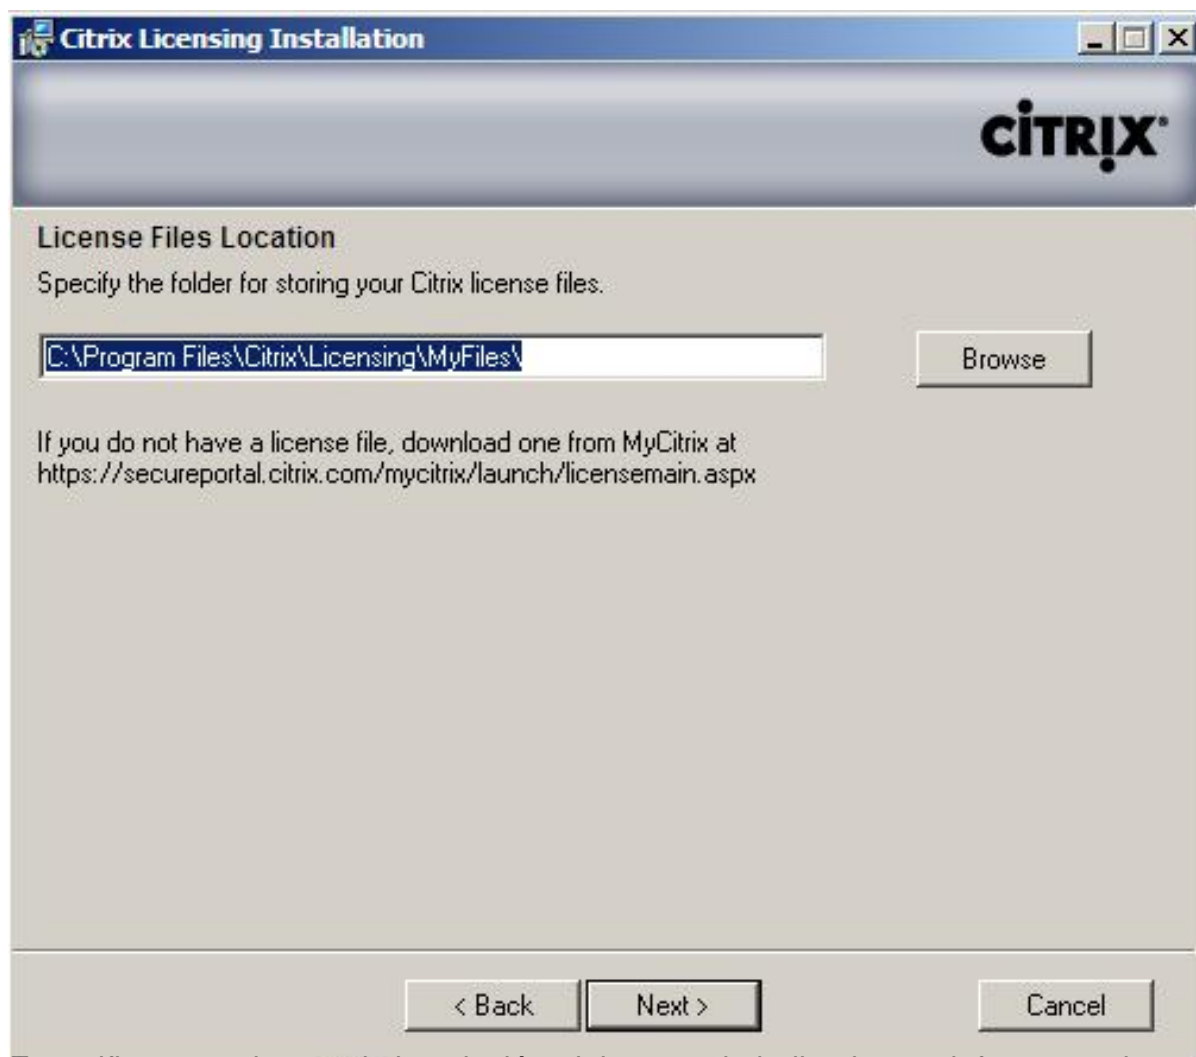 Citrix Licensing Installation
CİTRỊX®
License Files Location
Specify the folder for storing your Citrix license files.
C:\Program Files\Citrix\Licensing\MyFiles\
Browse
If you do not have a license file, download one from MyCitrix at
https://secureportal.citrix.com/mycitrix/launch/licensemain.aspx
< Back
Next >
Cancel